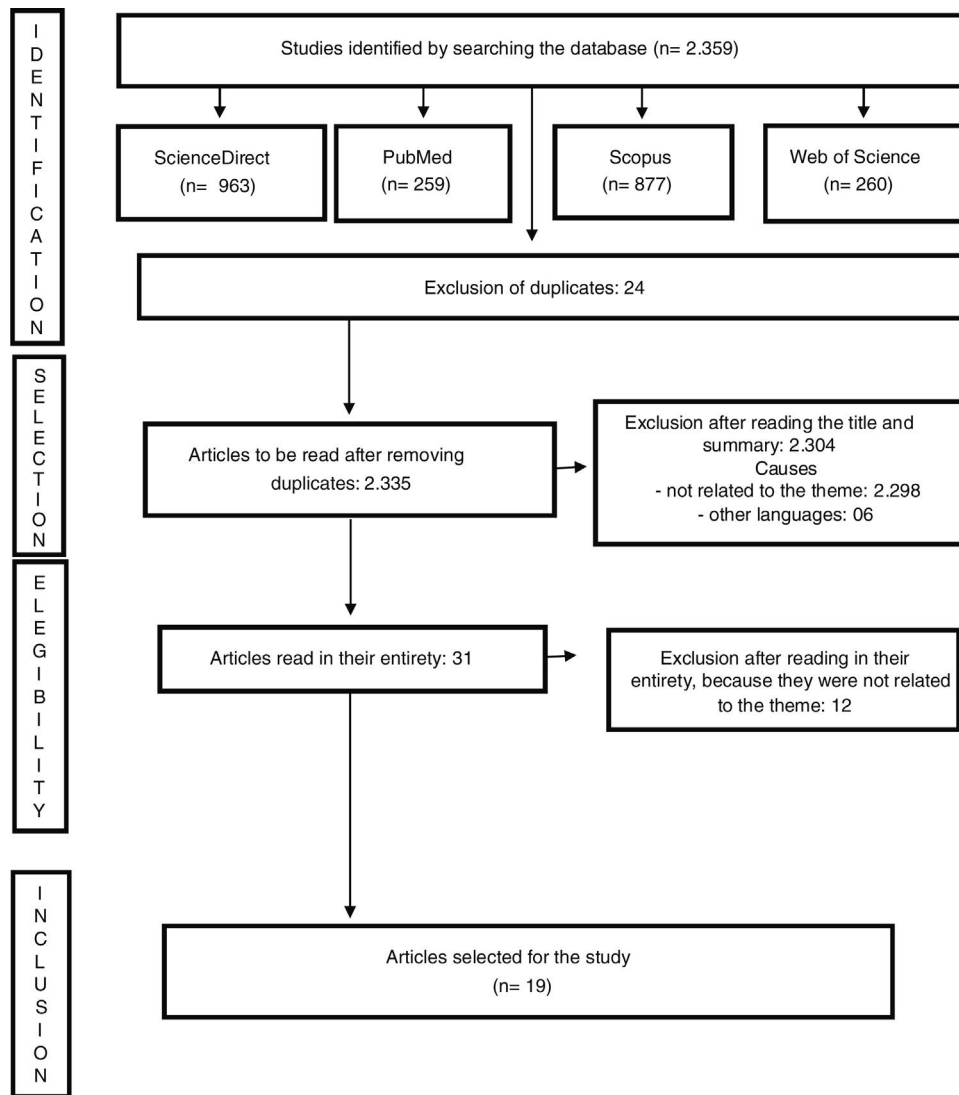 IDENTIFICATION
Studies identified by searching the database (n= 2.359)
ScienceDirect
(n= 963)
PubMed
(n= 259)
Scopus
(n= 877)
Web of Science
(n= 260)
Exclusion of duplicates: 24
SELECTION
Articles to be read after removing
duplicates: 2.335
Exclusion after reading the title and
summary: 2.304
Causes
- not related to the theme: 2.298
- other languages: 06
ELEGIBILITY
Articles read in their entirety: 31
Exclusion after reading in their
entirety, because they were not related
to the theme: 12
INCLUSION
Articles selected for the study
(n= 19)